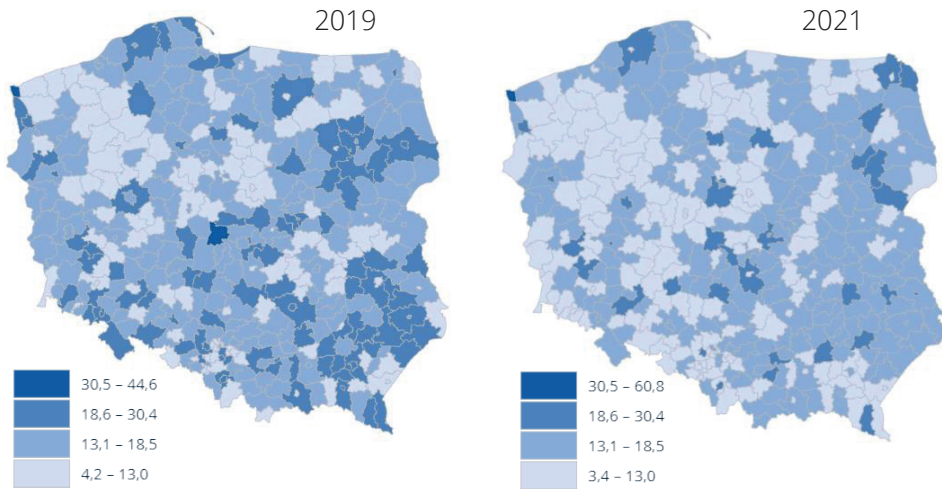 2019
2021
30,5 – 44,6
18,6 – 30,4
13,1 – 18,5
4,2 – 13,0
30,5 – 60,8
18,6 – 30,4
13,1 – 18,5
3,4 – 13,0